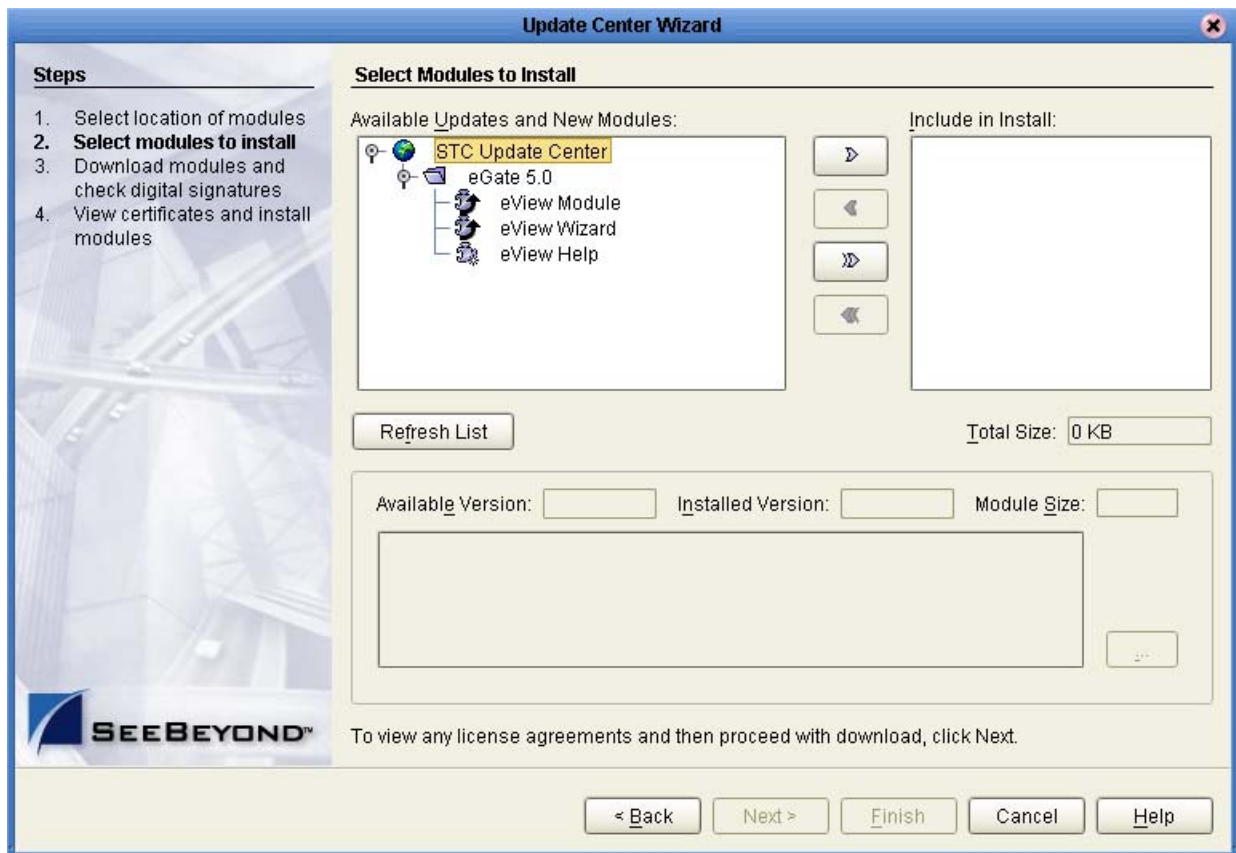 Update Center Wizard
Steps
1. Select location of modules
2. Select modules to install
3. Download modules and
check digital signatures
4. View certificates and install
modules
SEEBEYOND™
Select Modules to Install
Available Updates and New Modules:
STC Update Center
eGate 5.0
eView Module
eView Wizard
eView Help
Include in Install:
Refresh List
Total Size: 0 KB
Available Version:
Installed Version:
Module Size:
...
To view any license agreements and then proceed with download, click Next.
< Back
Next >
Finish
Cancel
Help